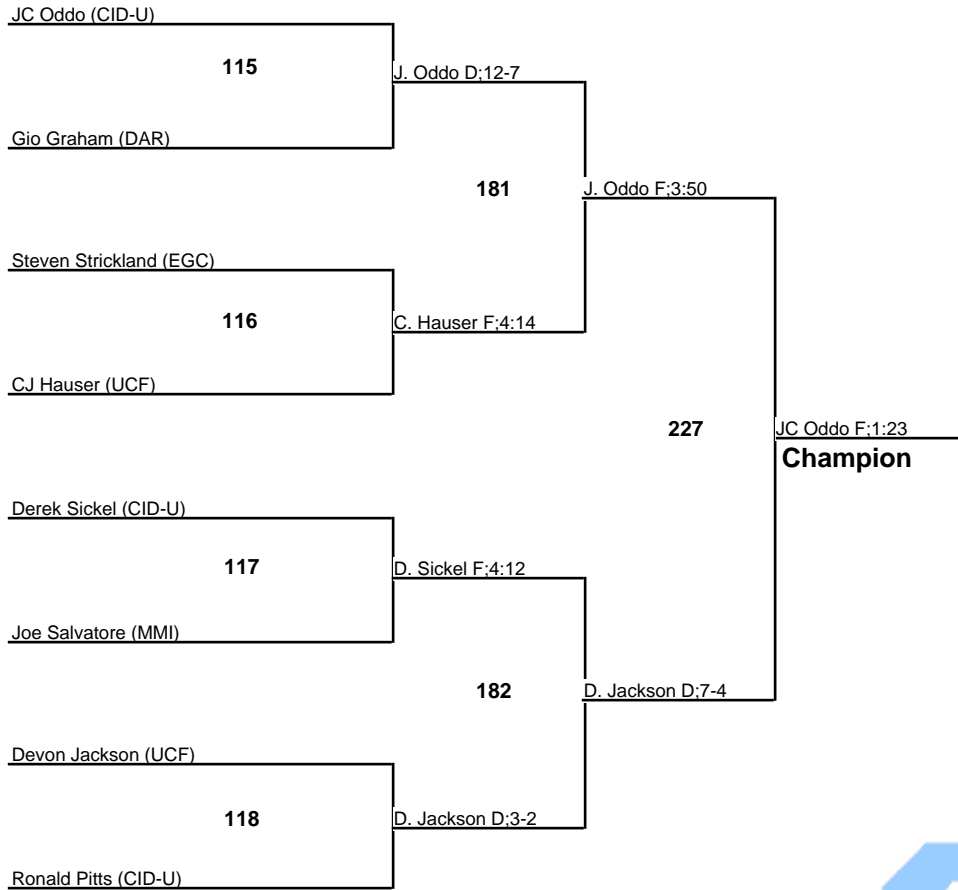 JC Oddo (CID-U)
115
J. Oddo D;12-7
Gio Graham (DAR)
181
J. Oddo F;3:50
Steven Strickland (EGC)
116
C. Hauser F;4:14
CJ Hauser (UCF)
227
JC Oddo F;1:23
Champion
Derek Sickel (CID-U)
117
D. Sickel F;4:12
Joe Salvatore (MMI)
182
D. Jackson D;7-4
Devon Jackson (UCF)
118
D. Jackson D;3-2
Ronald Pitts (CID-U)